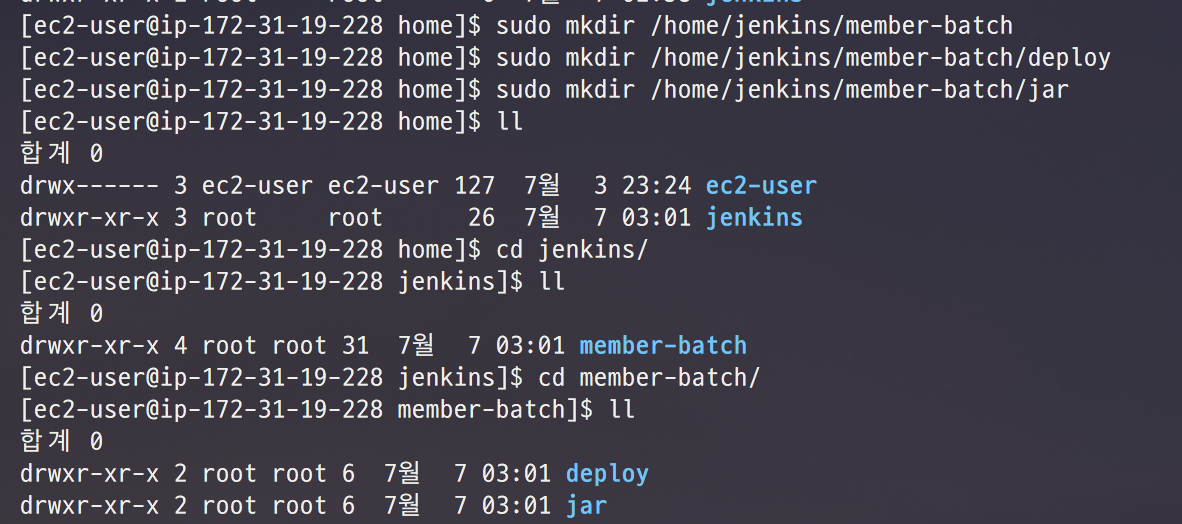 [ec2-user@ip-172-31-19-228 home]$ sudo mkdir /home/jenkins/member-batch
[ec2-user@ip-172-31-19-228 home]$ sudo mkdir /home/jenkins/member-batch/deploy
[ec2-user@ip-172-31-19-228 home]$ sudo mkdir /home/jenkins/member-batch/jar
[ec2-user@ip-172-31-19-228 home]$ ll
합계 0
drwx------ 3 ec2-user ec2-user 127  7월  3 23:24 ec2-user
drwxr-xr-x 3 root     root      26  7월  7 03:01 jenkins
[ec2-user@ip-172-31-19-228 home]$ cd jenkins/
[ec2-user@ip-172-31-19-228 jenkins]$ ll
합계 0
drwxr-xr-x 4 root root 31  7월  7 03:01 member-batch
[ec2-user@ip-172-31-19-228 jenkins]$ cd member-batch/
[ec2-user@ip-172-31-19-228 member-batch]$ ll
합계 0
drwxr-xr-x 2 root root 6  7월  7 03:01 deploy
drwxr-xr-x 2 root root 6  7월  7 03:01 jar